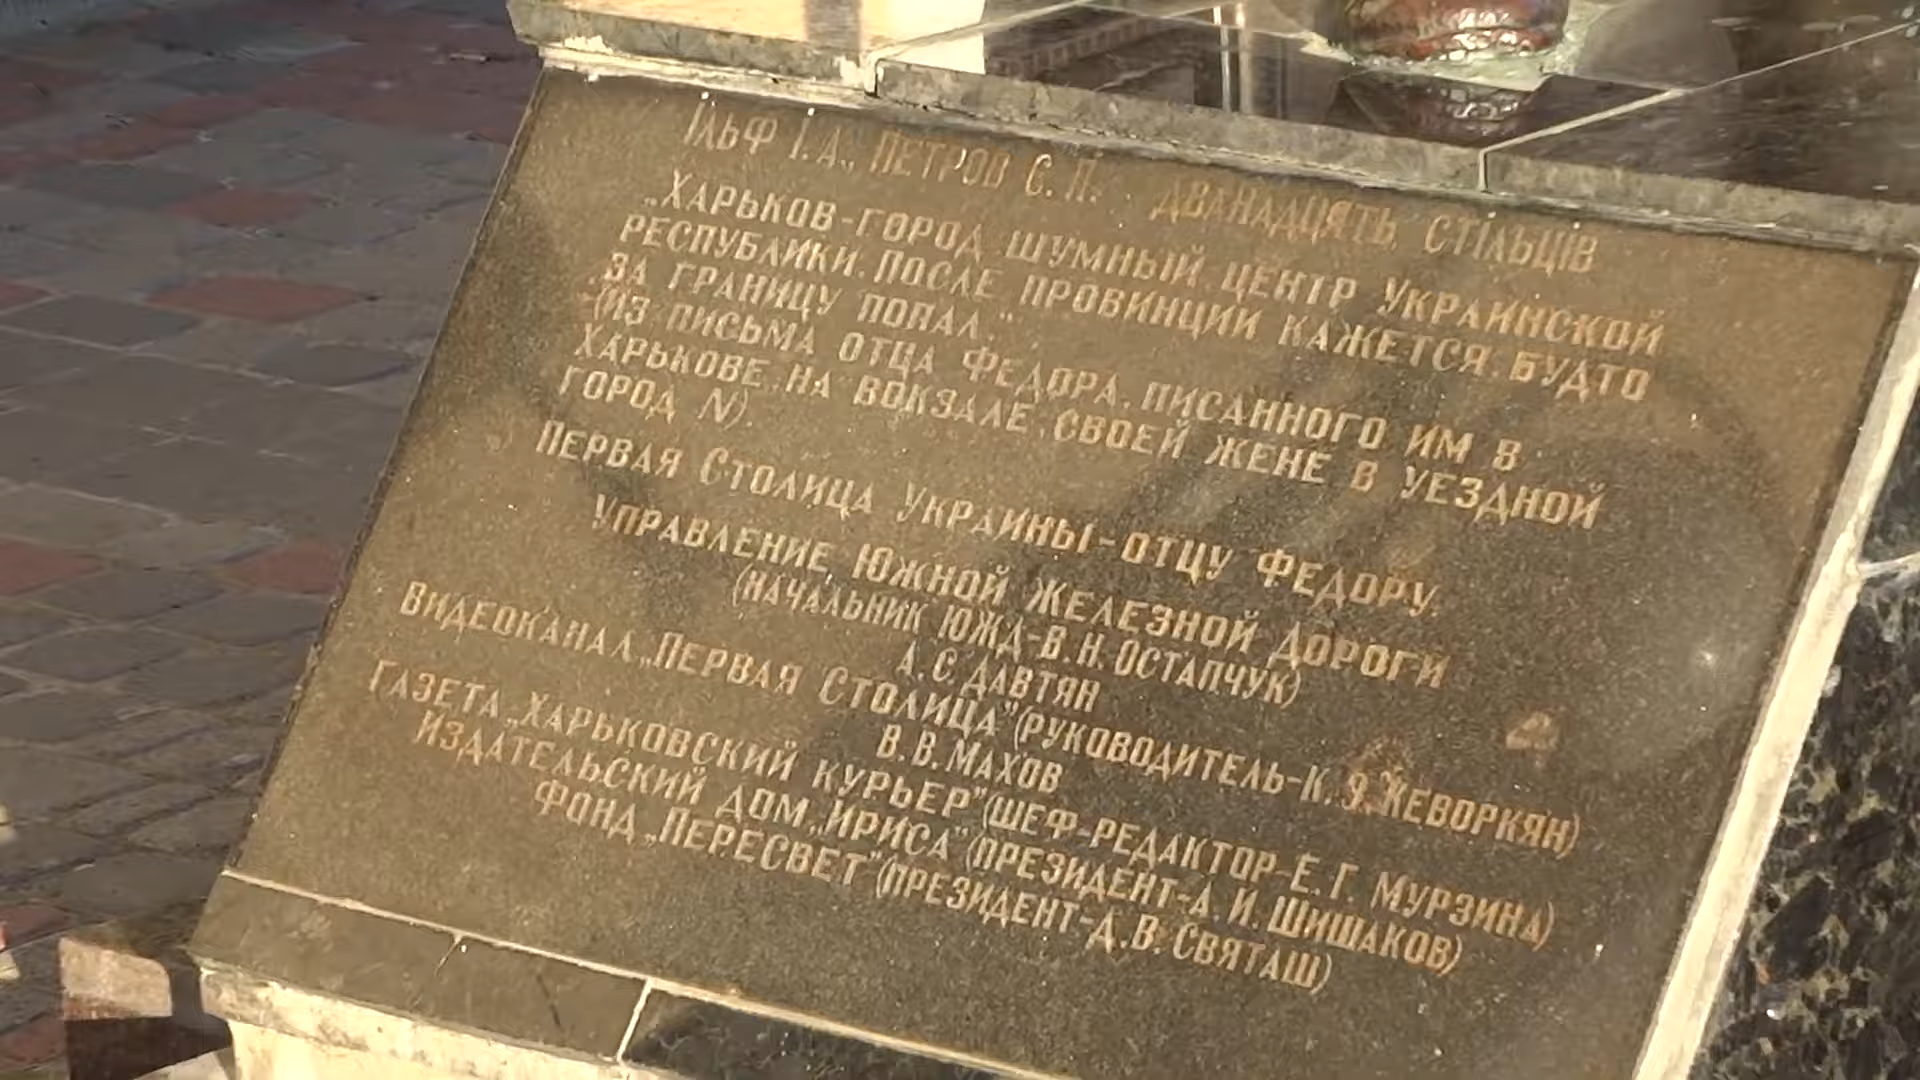 ІЛЬФ І. А., ПЕТРОВ Є. П. ДВАНАДЦЯТЬ СТІЛЬЦІВ
„ХАРЬКОВ-ГОРОД ШУМНЫЙ ЦЕНТР УКРАИНСКОЙ
РЕСПУБЛИКИ. ПОСЛЕ ПРОВИНЦИИ КАЖЕТСЯ БУДТО
ЗА ГРАНИЦУ ПОПАЛ."
(ИЗ ПИСЬМА ОТЦА ФЕДОРА, ПИСАННОГО ИМ В
ХАРЬКОВЕ НА ВОКЗАЛЕ СВОЕЙ ЖЕНЕ В УЕЗДНОЙ
ГОРОД N).
ПЕРВАЯ СТОЛИЦА УКРАИНЫ-ОТЦУ ФЕДОРУ.
УПРАВЛЕНИЕ ЮЖНОЙ ЖЕЛЕЗНОЙ ДОРОГИ
(НАЧАЛЬНИК ЮЖД-В. Н. ОСТАПЧУК)
А. С. ДАВТЯН
ВИДЕОКАНАЛ „ПЕРВАЯ СТОЛИЦА" (РУКОВОДИТЕЛЬ-К. Э. КЕВОРКЯН)
В. В. МАХОВ
ГАЗЕТА „ХАРЬКОВСКИЙ КУРЬЕР" (ШЕФ-РЕДАКТОР-Е. Г. МУРЗИНА)
ИЗДАТЕЛЬСКИЙ ДОМ „ИРИСА" (ПРЕЗИДЕНТ-А. И. ШИШАКОВ)
ФОНД „ПЕРЕСВЕТ" (ПРЕЗИДЕНТ-Д. В. СВЯТАШ)